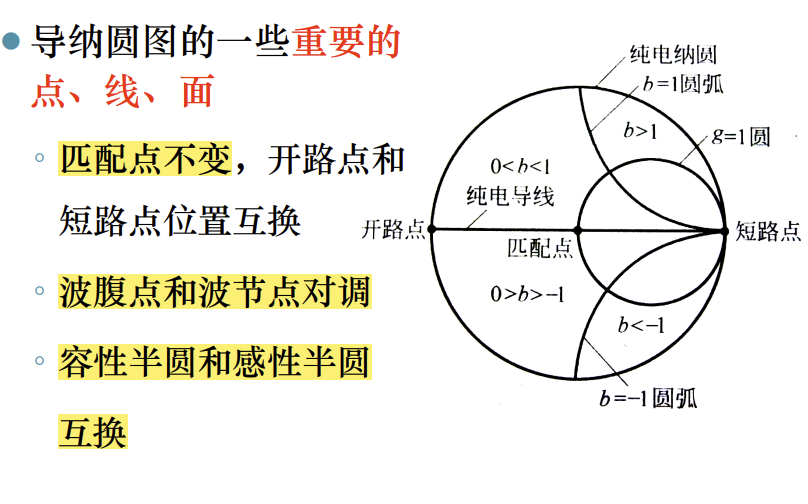 导纳圆图的一些重要的
点、线、面
匹配点不变，开路点和
短路点位置互换
波腹点和波节点对调
容性半圆和感性半圆
互换
纯电纳圆
b=1圆弧
b>1
g=1圆
0<b<1
纯电导线
开路点
短路点
匹配点
0>b>-1
b<-1
b=-1圆弧